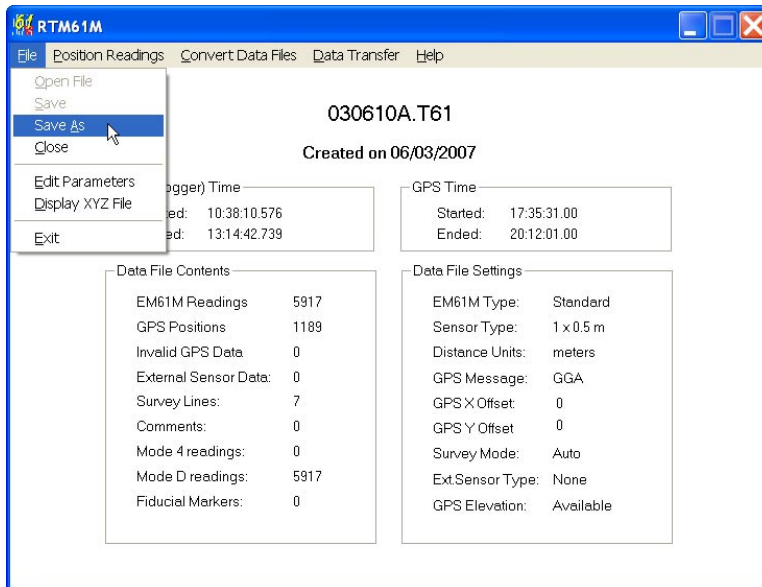 RTM61M
File Position Readings Convert Data Files Data Transfer Help
Open File
Save
Save As
Close
Edit Parameters
Display XYZ File
Exit
030610A.T61
Created on 06/03/2007
ogger) Time
ed: 10:38:10.576
ed: 13:14:42.739
GPS Time
Started: 17:35:31.00
Ended: 20:12:01.00
Data File Contents
EM61M Readings 5917
GPS Positions 1189
Invalid GPS Data 0
External Sensor Data: 0
Survey Lines: 7
Comments: 0
Mode 4 readings: 0
Mode D readings: 5917
Fiducial Markers: 0
Data File Settings
EM61M Type: Standard
Sensor Type: 1 x 0.5 m
Distance Units: meters
GPS Message: GGA
GPS X Offset: 0
GPS Y Offset 0
Survey Mode: Auto
Ext.Sensor Type: None
GPS Elevation: Available